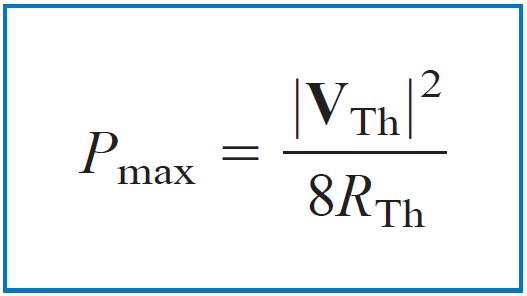 P_max = |V_Th|^2 / 8R_Th